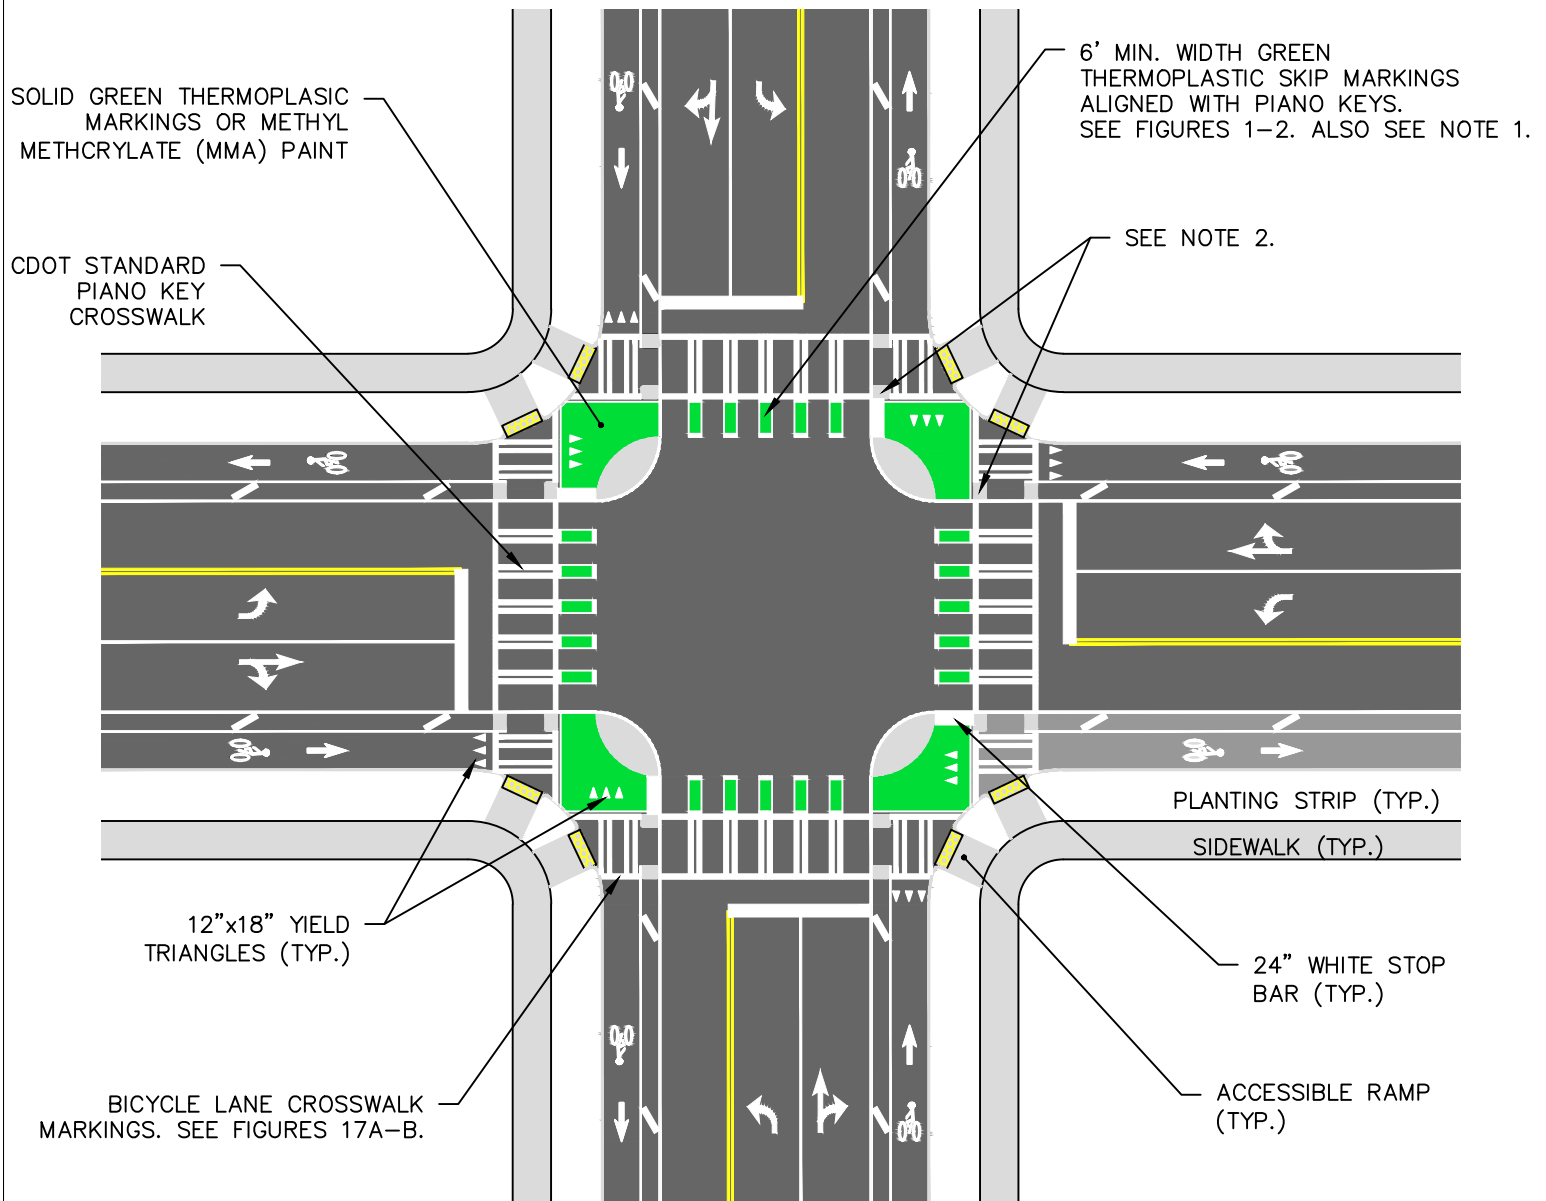 SOLID GREEN THERMOPLASIC
MARKINGS OR METHYL
METHCRYLATE (MMA) PAINT
6' MIN. WIDTH GREEN
THERMOPLASTIC SKIP MARKINGS
ALIGNED WITH PIANO KEYS.
SEE FIGURES 1-2. ALSO SEE NOTE 1.
SEE NOTE 2.
CDOT STANDARD
PIANO KEY
CROSSWALK
PLANTING STRIP (TYP.)
SIDEWALK (TYP.)
12"x18" YIELD
TRIANGLES (TYP.)
24" WHITE STOP
BAR (TYP.)
BICYCLE LANE CROSSWALK
MARKINGS. SEE FIGURES 17A-B.
ACCESSIBLE RAMP
(TYP.)